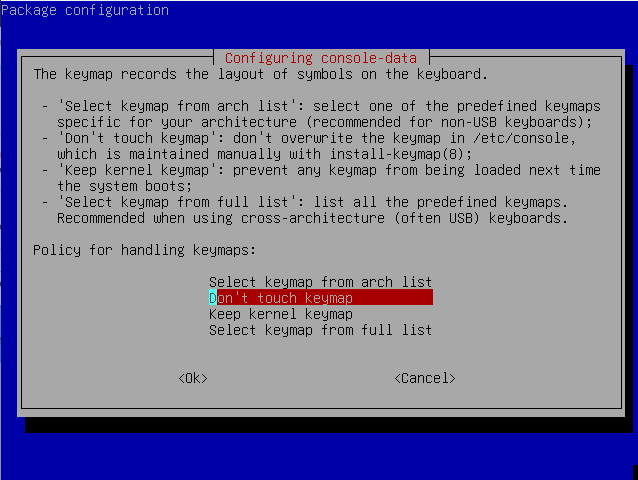 Package configuration
Configuring console-data
The keymap records the layout of symbols on the keyboard.
- 'Select keymap from arch list': select one of the predefined keymaps
specific for your architecture (recommended for non-USB keyboards);
- 'Don't touch keymap': don't overwrite the keymap in /etc/console,
which is maintained manually with install-keymap(8);
- 'Keep kernel keymap': prevent any keymap from being loaded next time
the system boots;
- 'Select keymap from full list': list all the predefined keymaps.
Recommended when using cross-architecture (often USB) keyboards.
Policy for handling keymaps:
Select keymap from arch list
Don't touch keymap
Keep kernel keymap
Select keymap from full list
<Ok> <Cancel>